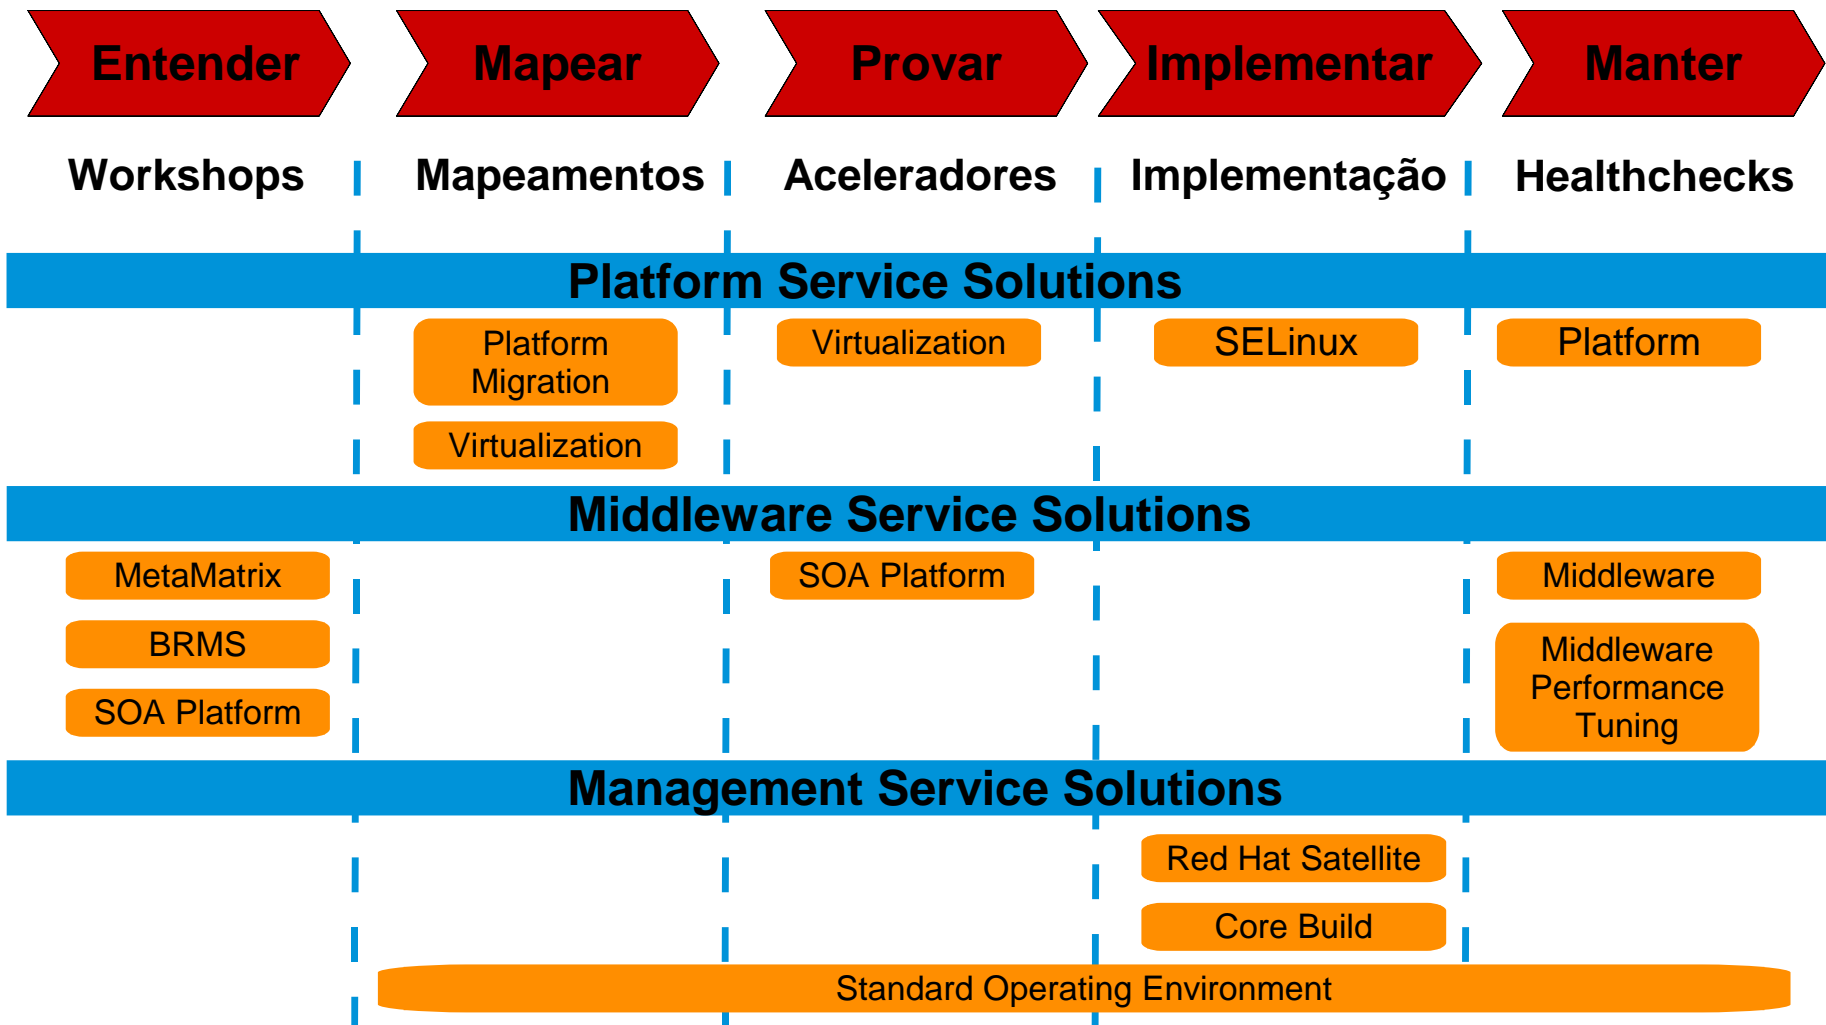 Entender
Mapear
Provar
Implementar
Manter
Workshops
Mapeamentos
Aceleradores
Implementação
Healthchecks
Platform Service Solutions
Platform
Migration
Virtualization
Virtualization
SELinux
Platform
Middleware Service Solutions
MetaMatrix
BRMS
SOA Platform
SOA Platform
Middleware
Middleware
Performance
Tuning
Management Service Solutions
Red Hat Satellite
Core Build
Standard Operating Environment